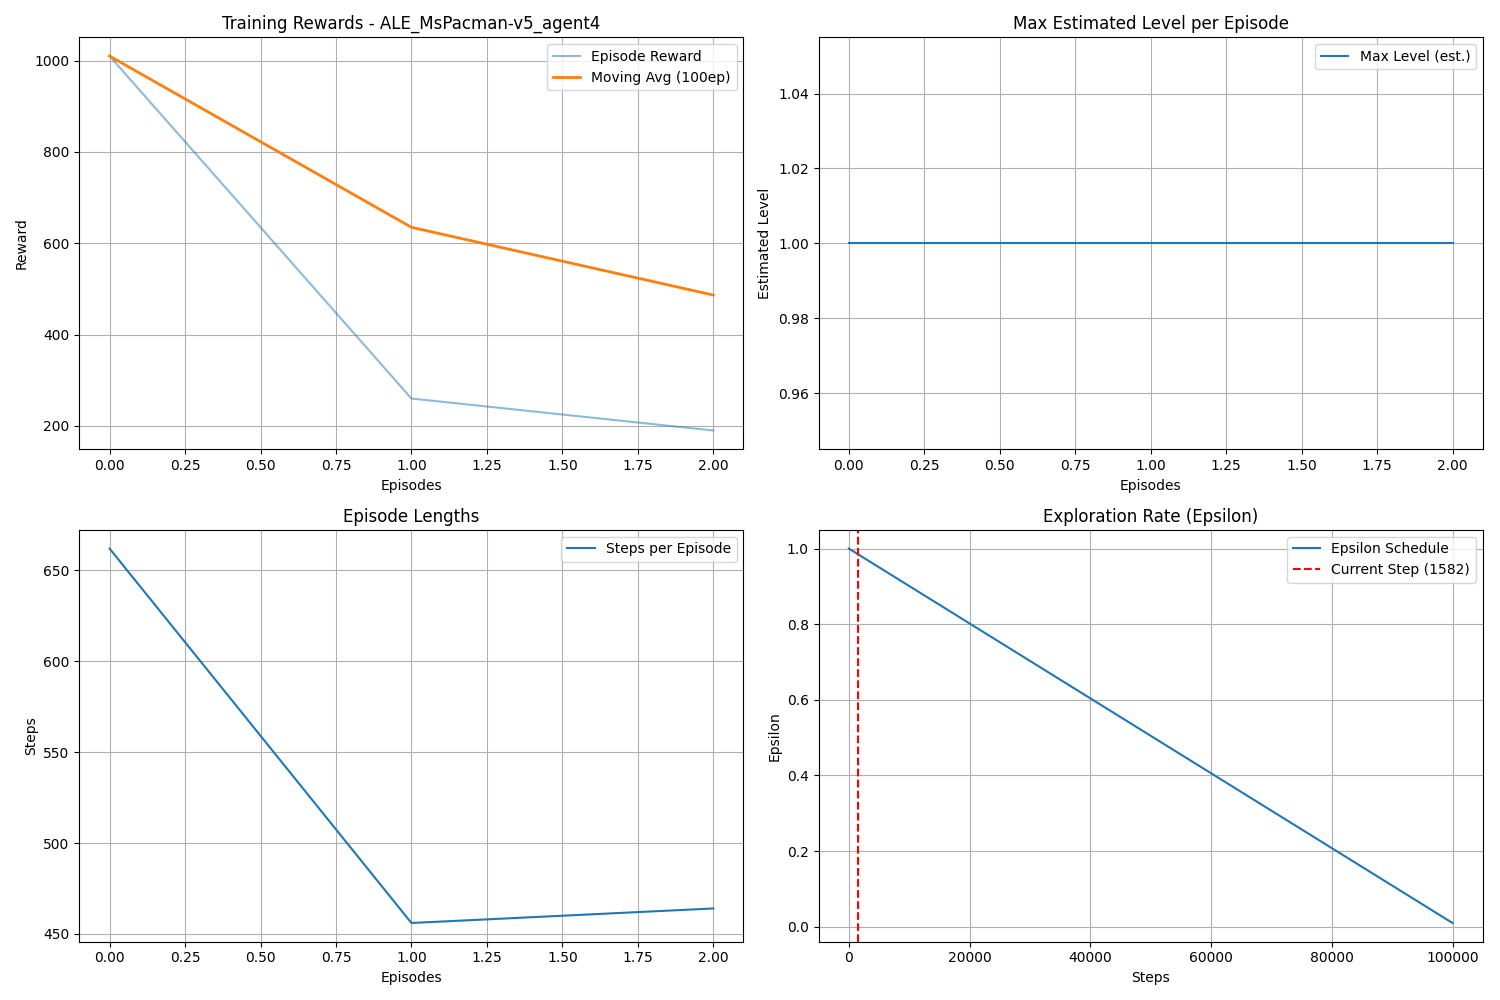 Training Rewards - ALE_MsPacman-v5_agent4
Episode Reward
Moving Avg (100ep)
Reward
1000
800
600
400
200
0.00 0.25 0.50 0.75 1.00 1.25 1.50 1.75 2.00
Episodes
Max Estimated Level per Episode
Max Level (est.)
Estimated Level
1.04
1.02
1.00
0.98
0.96
0.00 0.25 0.50 0.75 1.00 1.25 1.50 1.75 2.00
Episodes
Episode Lengths
Steps per Episode
Steps
650
600
550
500
450
0.00 0.25 0.50 0.75 1.00 1.25 1.50 1.75 2.00
Episodes
Exploration Rate (Epsilon)
Epsilon Schedule
Current Step (1582)
Epsilon
1.0
0.8
0.6
0.4
0.2
0.0
0 20000 40000 60000 80000 100000
Steps